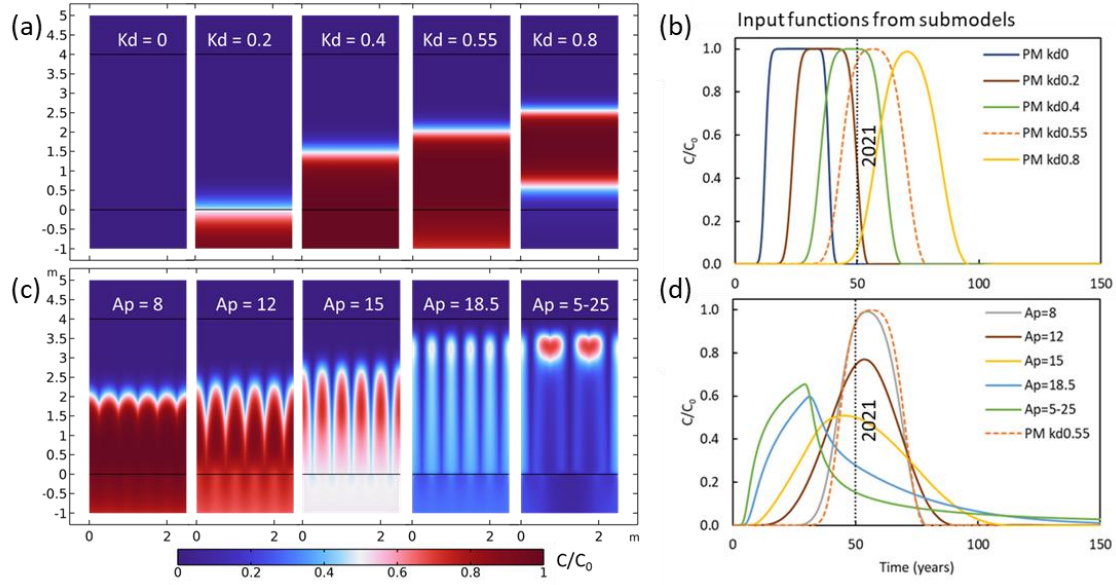 (a)
5
4
3.5
3
2.5
2
1.5
1
0.5
0
-0.5
-1
Kd = 0
Kd = 0.2
Kd = 0.4
Kd = 0.55
Kd = 0.8
(b)
Input functions from submodels
C/C0
1.0
0.8
0.6
0.4
0.2
0.0
2021
PM kd0
PM kd0.2
PM kd0.4
PM kd0.55
PM kd0.8
0 50 100 150
(c)
m
5
4
3.5
3
2.5
2
1.5
1
0.5
0
-0.5
-1
Ap = 8
Ap = 12
Ap = 15
Ap = 18.5
Ap = 5-25
0 2 0 2 0 2 0 2 0 2 m
0 0.2 0.4 0.6 0.8 1
C/C0
(d)
C/C0
1.0
0.8
0.6
0.4
0.2
0.0
2021
Ap=8
Ap=12
Ap=15
Ap=18.5
Ap=5-25
PM kd0.55
0 50 100 150
Time (years)